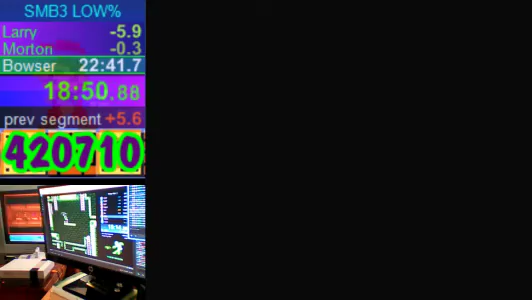 SMB3 LOW%
Larry -5.9
Morton -0.3
Bowser 22:41.7
18:50.88
prev segment +5.6
420710